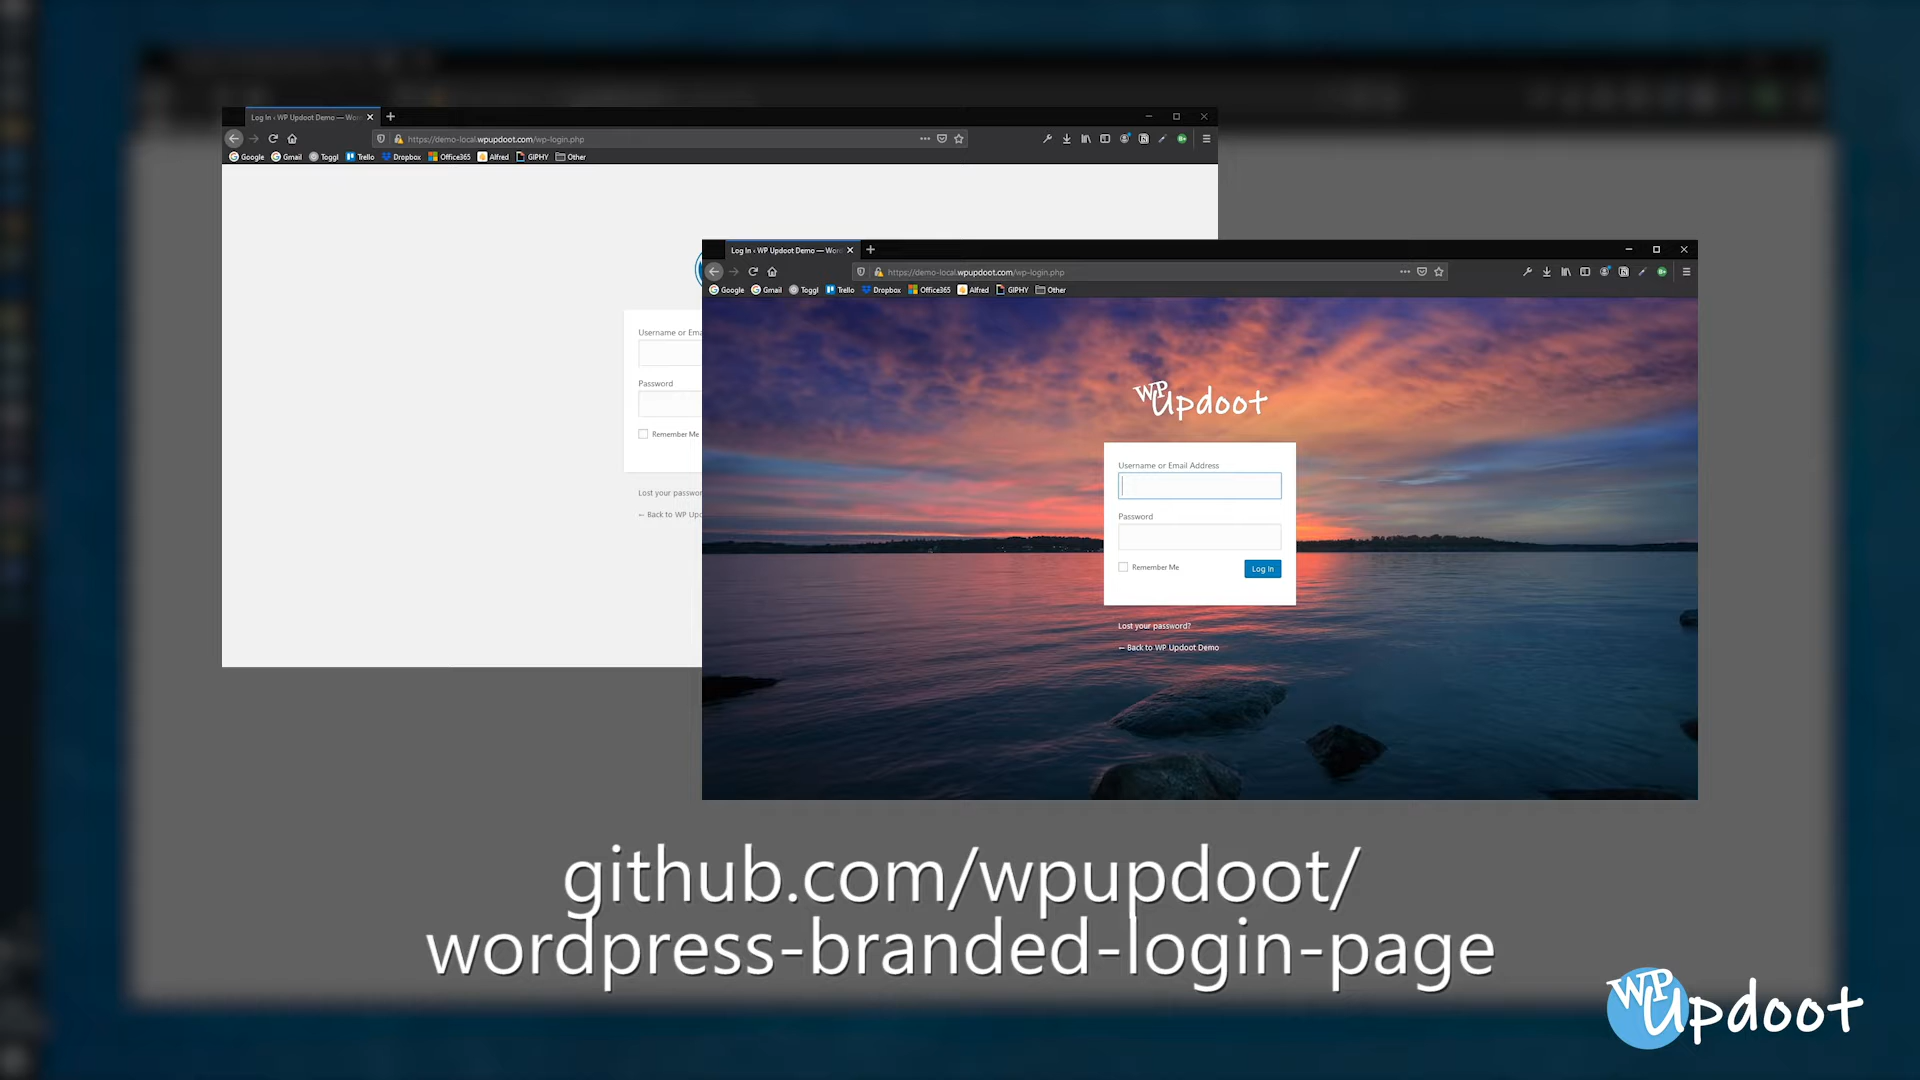 Log In ‹ WP Updoot Demo — Wor
https://demo-local.wpupdoot.com/wp-login.php
Google Gmail Toggl Trello Dropbox Office365 Alfred GIPHY Other
Username or Ema
Password
Remember Me
Lost your passwor
← Back to WP Upd
Log In ‹ WP Updoot Demo — Wor
https://demo-local.wpupdoot.com/wp-login.php
Google Gmail Toggl Trello Dropbox Office365 Alfred GIPHY Other
WP Updoot
Username or Email Address
Password
Remember Me
Log In
Lost your password?
← Back to WP Updoot Demo
github.com/wpupdoot/
wordpress-branded-login-page
WP Updoot